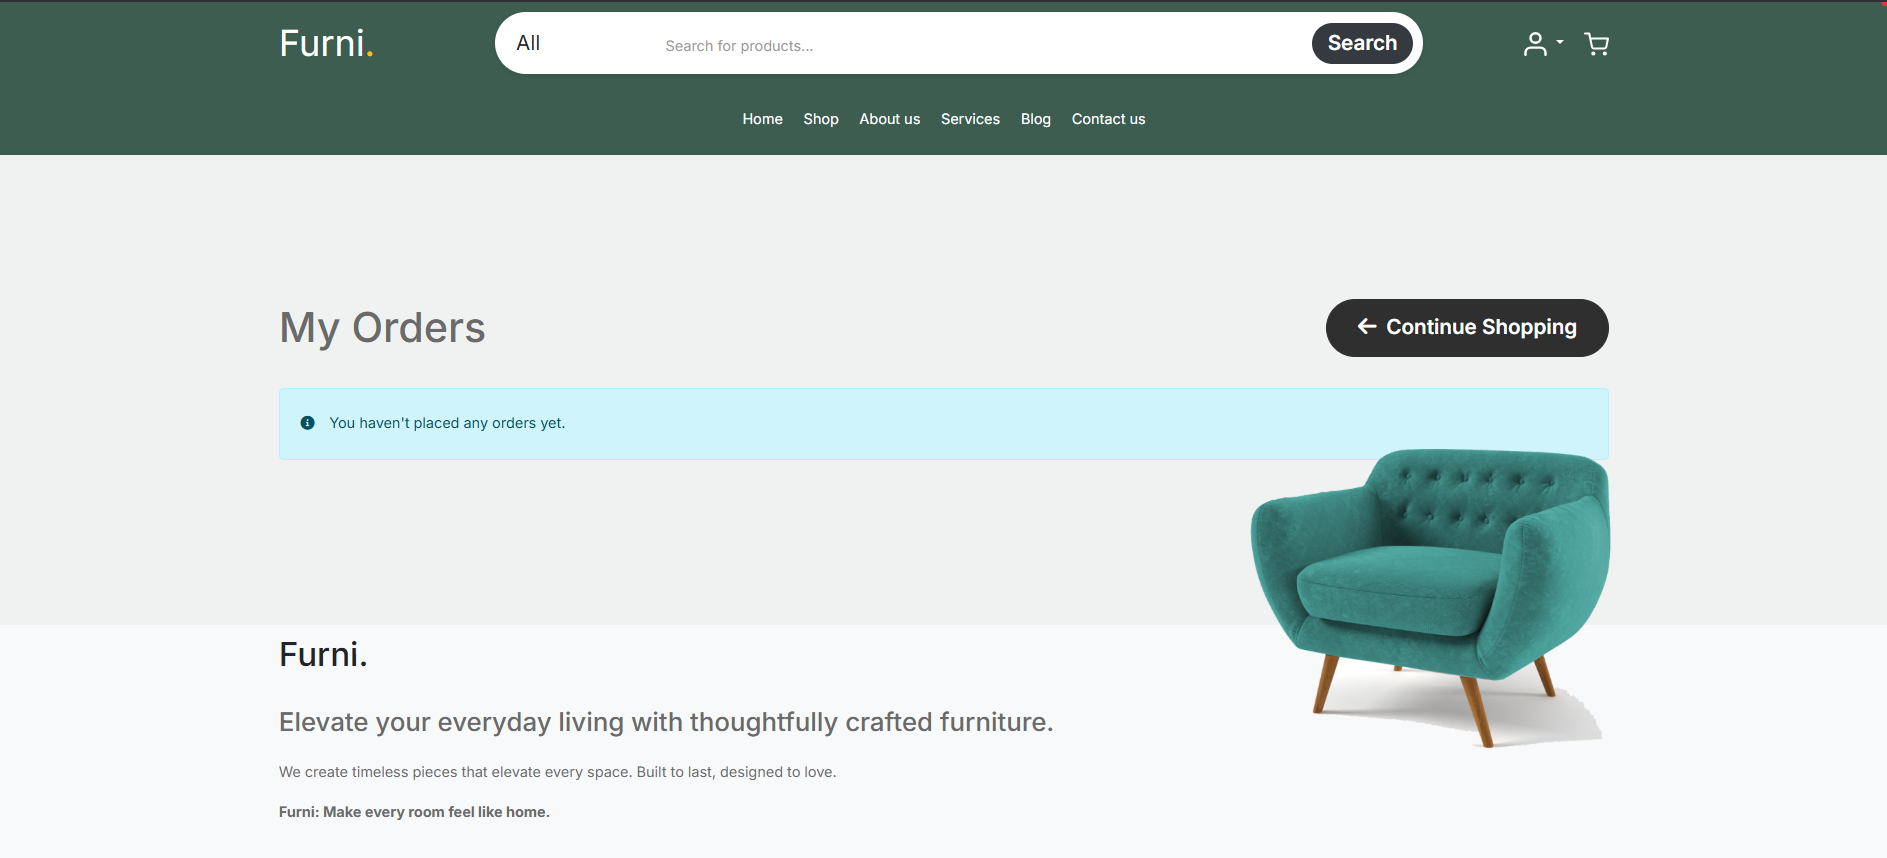 Furni.
All
Search for products...
Search
Home Shop About us Services Blog Contact us
My Orders
Continue Shopping
You haven't placed any orders yet.
Furni.
Elevate your everyday living with thoughtfully crafted furniture.
We create timeless pieces that elevate every space. Built to last, designed to love.
Furni: Make every room feel like home.